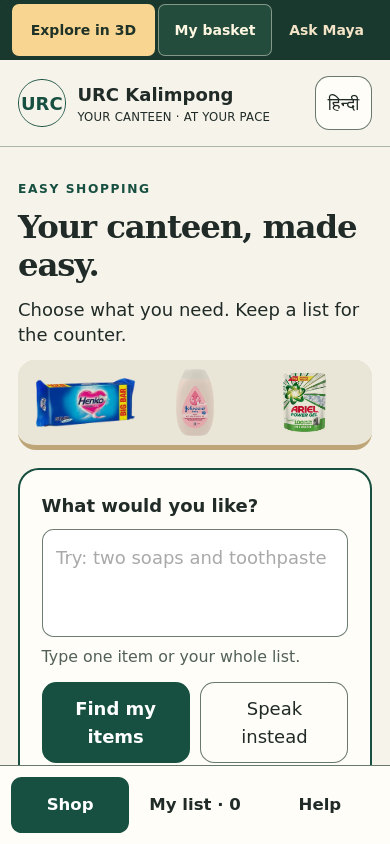 Explore in 3D
My basket
Ask Maya
URC
URC Kalimpong
YOUR CANTEEN · AT YOUR PACE
हिन्दी
EASY SHOPPING
Your canteen, made
easy.
Choose what you need. Keep a list for
the counter.
Henko
BIG BAR
Johnson's
ARIEL
POWER GEL
What would you like?
Try: two soaps and toothpaste
Type one item or your whole list.
Find my
items
Speak
instead
Shop
My list · 0
Help